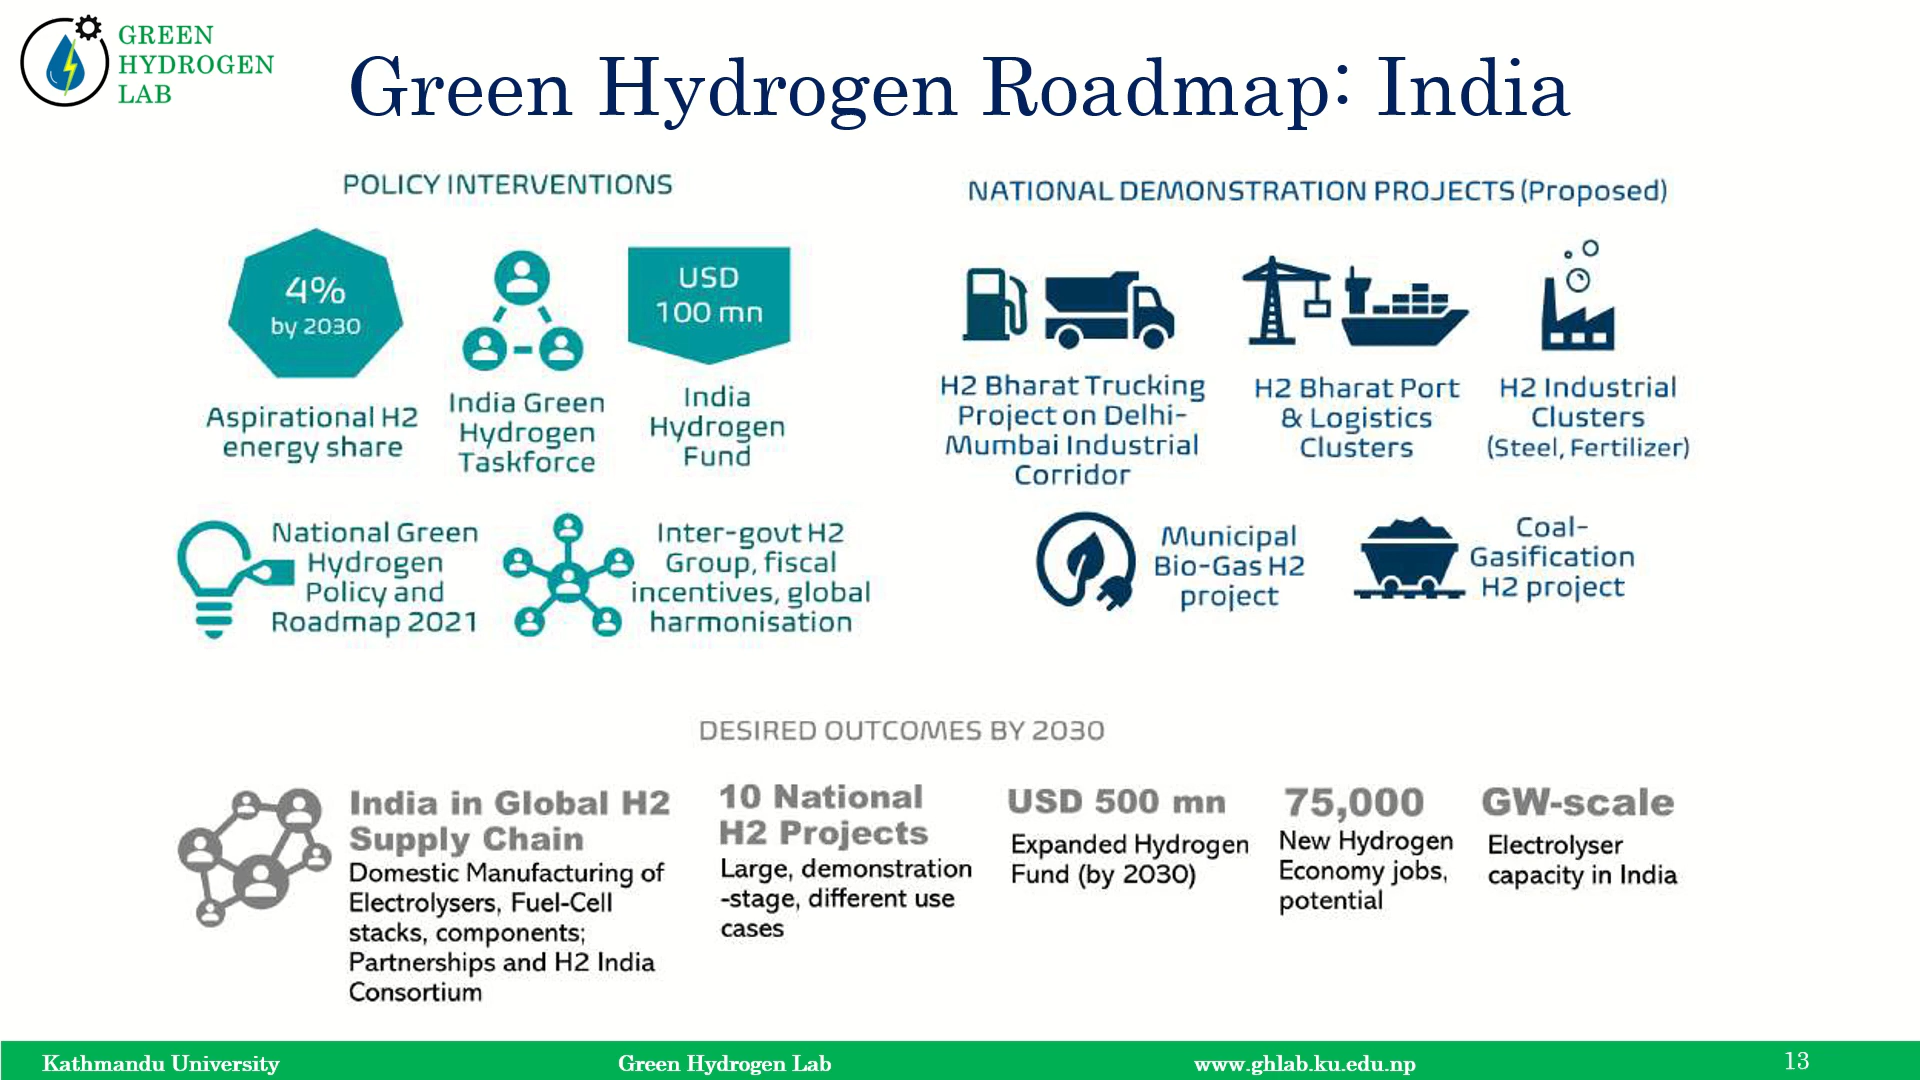 GREEN
HYDROGEN
LAB
Green Hydrogen Roadmap: India
POLICY INTERVENTIONS
4%
by 2030
Aspirational H2
energy share
India Green
Hydrogen
Taskforce
USD
100 mn
India
Hydrogen
Fund
National Green
Hydrogen
Policy and
Roadmap 2021
Inter-govt H2
Group, fiscal
incentives, global
harmonisation
NATIONAL DEMONSTRATION PROJECTS (Proposed)
H2 Bharat Trucking
Project on Delhi-
Mumbai Industrial
Corridor
H2 Bharat Port
& Logistics
Clusters
H2 Industrial
Clusters
(Steel, Fertilizer)
Municipal
Bio-Gas H2
project
Coal-
Gasification
H2 project
DESIRED OUTCOMES BY 2030
India in Global H2
Supply Chain
Domestic Manufacturing of
Electrolysers, Fuel-Cell
stacks, components;
Partnerships and H2 India
Consortium
10 National
H2 Projects
Large, demonstration
-stage, different use
cases
USD 500 mn
Expanded Hydrogen
Fund (by 2030)
75,000
New Hydrogen
Economy jobs,
potential
GW-scale
Electrolyser
capacity in India
Kathmandu University
Green Hydrogen Lab
www.ghlab.ku.edu.np
13